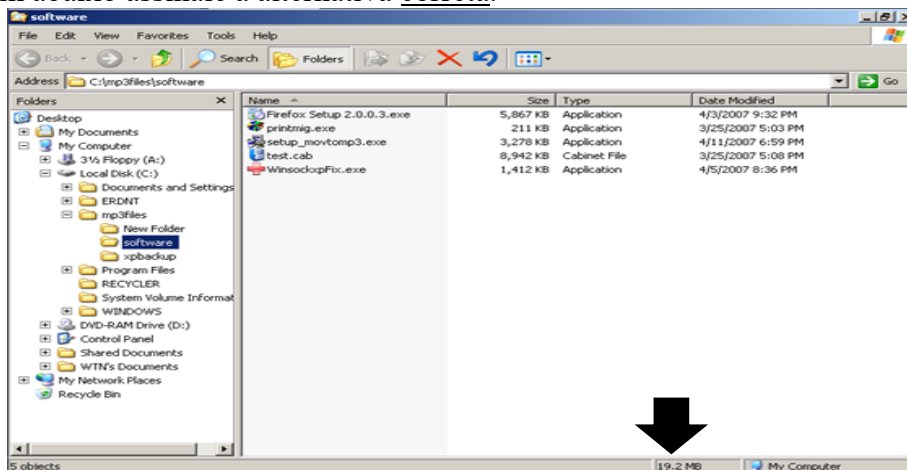 software
File Edit View Favorites Tools Help
Back Search Folders
Address C:\mp3files\software Go
Folders Name Size Type Date Modified
Desktop
My Documents
My Computer
3½ Floppy (A:)
Local Disk (C:)
Documents and Settings
ERDNT
mp3files
New Folder
software
xpbackup
Program Files
RECYCLER
System Volume Informat
WINDOWS
DVD-RAM Drive (D:)
Control Panel
Shared Documents
WTN's Documents
My Network Places
Recycle Bin
Firefox Setup 2.0.0.3.exe 5,867 KB Application 4/3/2007 9:32 PM
printmig.exe 211 KB Application 3/25/2007 5:03 PM
setup_movtomp3.exe 3,278 KB Application 4/11/2007 6:59 PM
test.cab 8,942 KB Cabinet File 3/25/2007 5:08 PM
WinsockxpFix.exe 1,412 KB Application 4/5/2007 8:36 PM
5 objects 19.2 MB My Computer